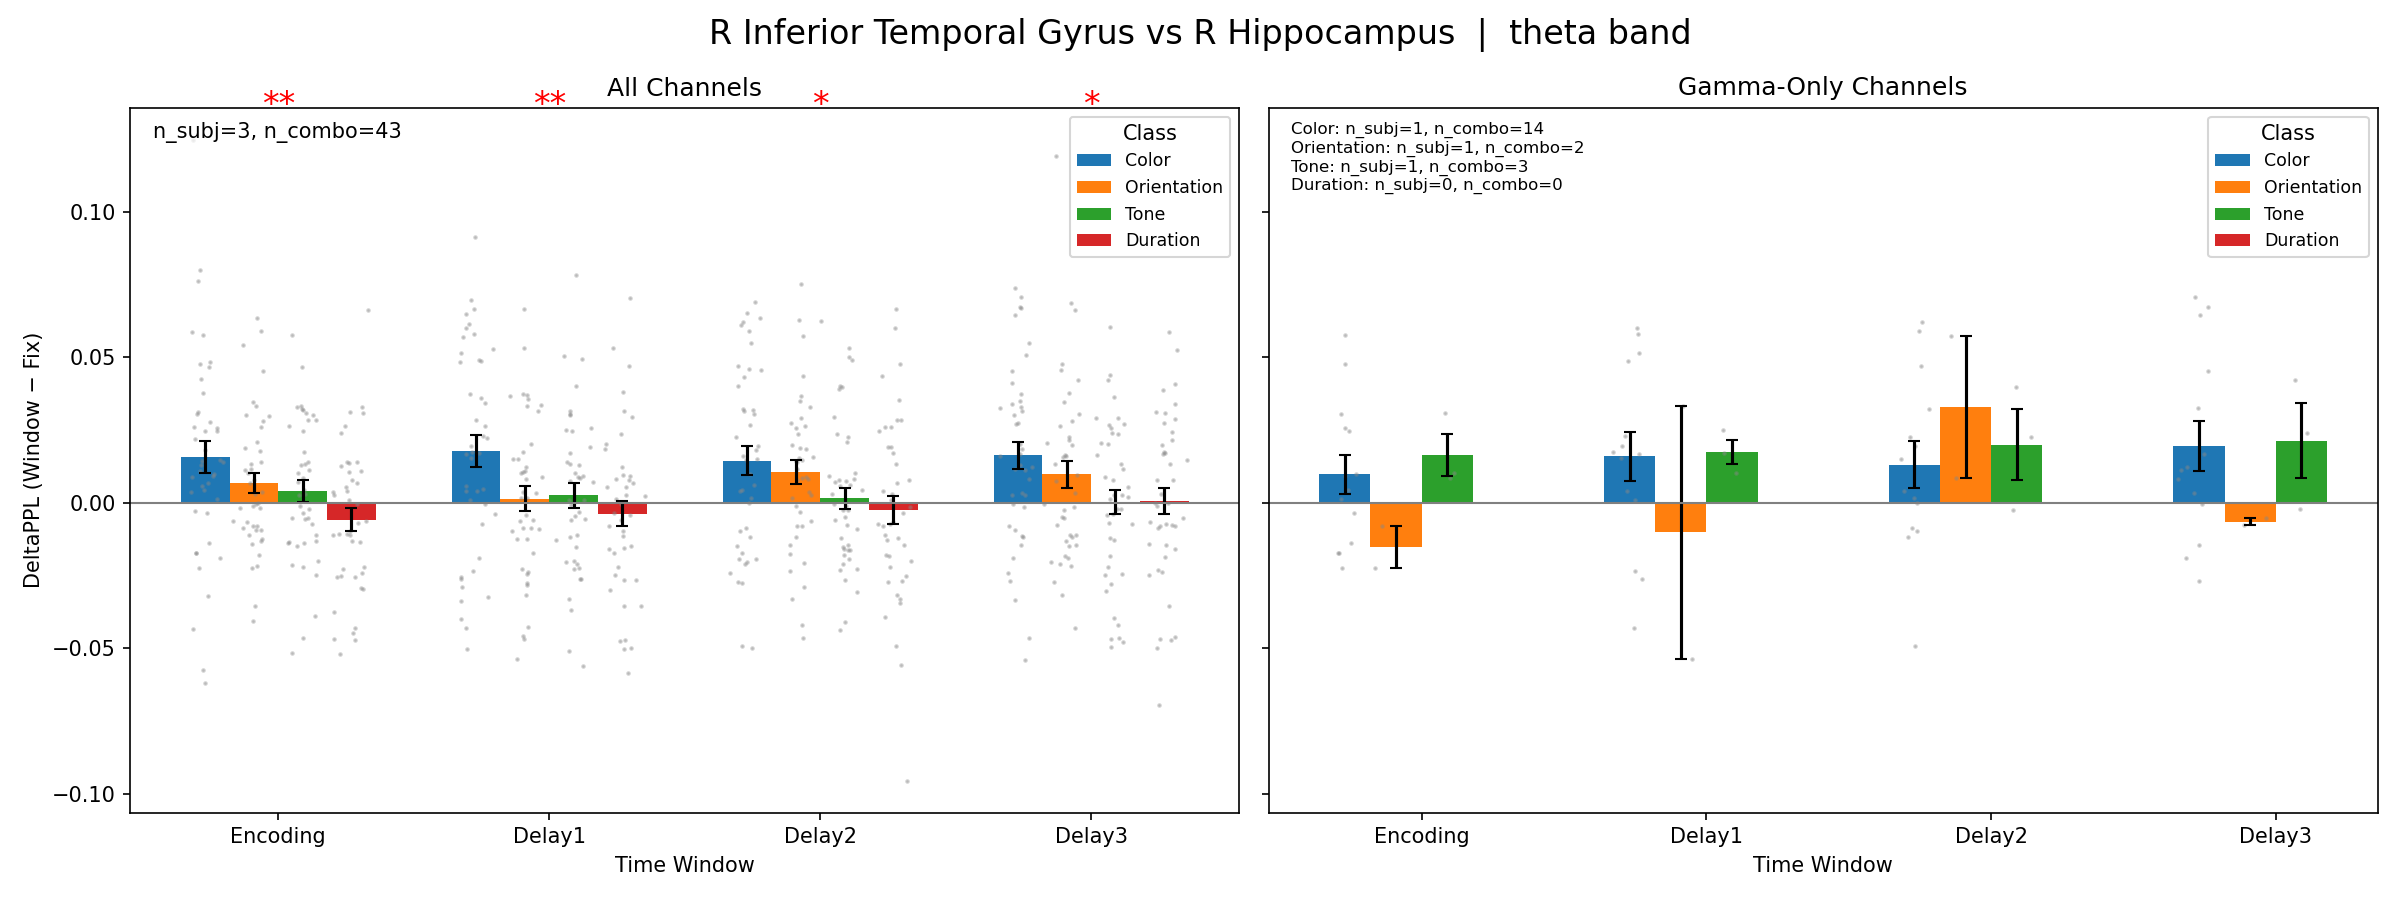 R Inferior Temporal Gyrus vs R Hippocampus | theta band
All Channels
** ** * *
n_subj=3, n_combo=43
Class
Color
Orientation
Tone
Duration
DeltaPPL (Window − Fix)
0.10
0.05
0.00
−0.05
−0.10
Encoding Delay1 Delay2 Delay3
Time Window
Gamma-Only Channels
Color: n_subj=1, n_combo=14
Orientation: n_subj=1, n_combo=2
Tone: n_subj=1, n_combo=3
Duration: n_subj=0, n_combo=0
Class
Color
Orientation
Tone
Duration
Encoding Delay1 Delay2 Delay3
Time Window